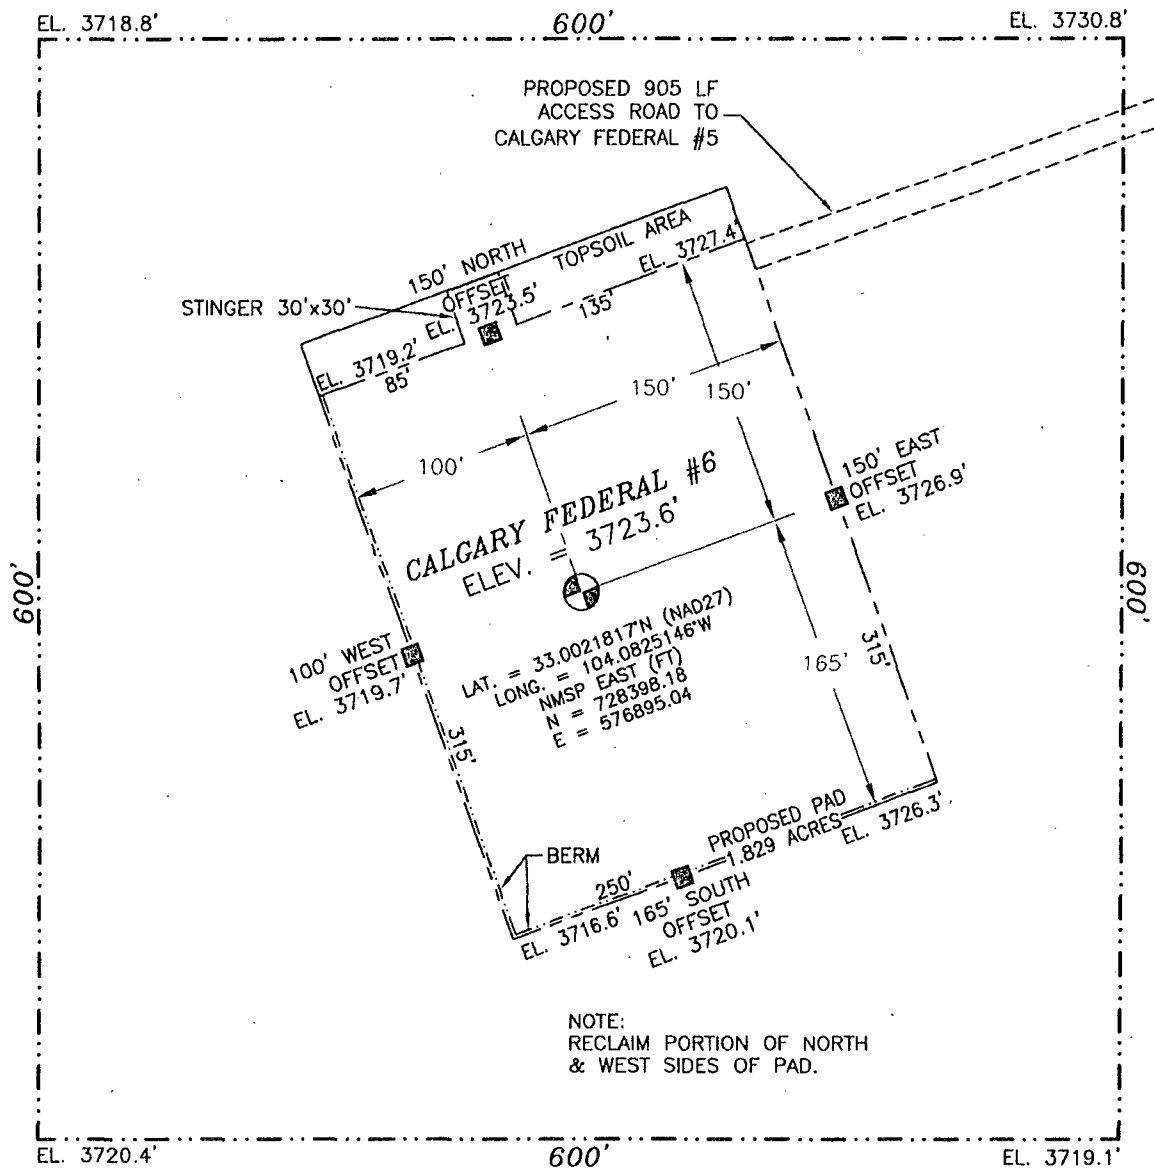 EL. 3718.8'
600'
EL. 3730.8'
PROPOSED 905 LF
ACCESS ROAD TO
CALGARY FEDERAL #5
150' NORTH
OFFSET
EL. 3723.5'
TOPSOIL AREA
EL. 3727.4'
STINGER 30'x30'
135'
EL. 3719.2'
85'
150'
150'
100'
CALGARY FEDERAL #6
ELEV. = 3723.6'
150' EAST
OFFSET
EL. 3726.9'
600'
600'
LAT. = 33.0021817°N (NAD27)
LONG. = 104.0825146°W
NMSP EAST (FT)
N = 728398.18
E = 576895.04
100' WEST
OFFSET
EL. 3719.7'
165'
315'
315'
PROPOSED PAD
1.829 ACRES
EL. 3726.3'
BERM
250'
EL. 3716.6'
165' SOUTH
OFFSET
EL. 3720.1'
NOTE:
RECLAIM PORTION OF NORTH
& WEST SIDES OF PAD.
EL. 3720.4'
600'
EL. 3719.1'